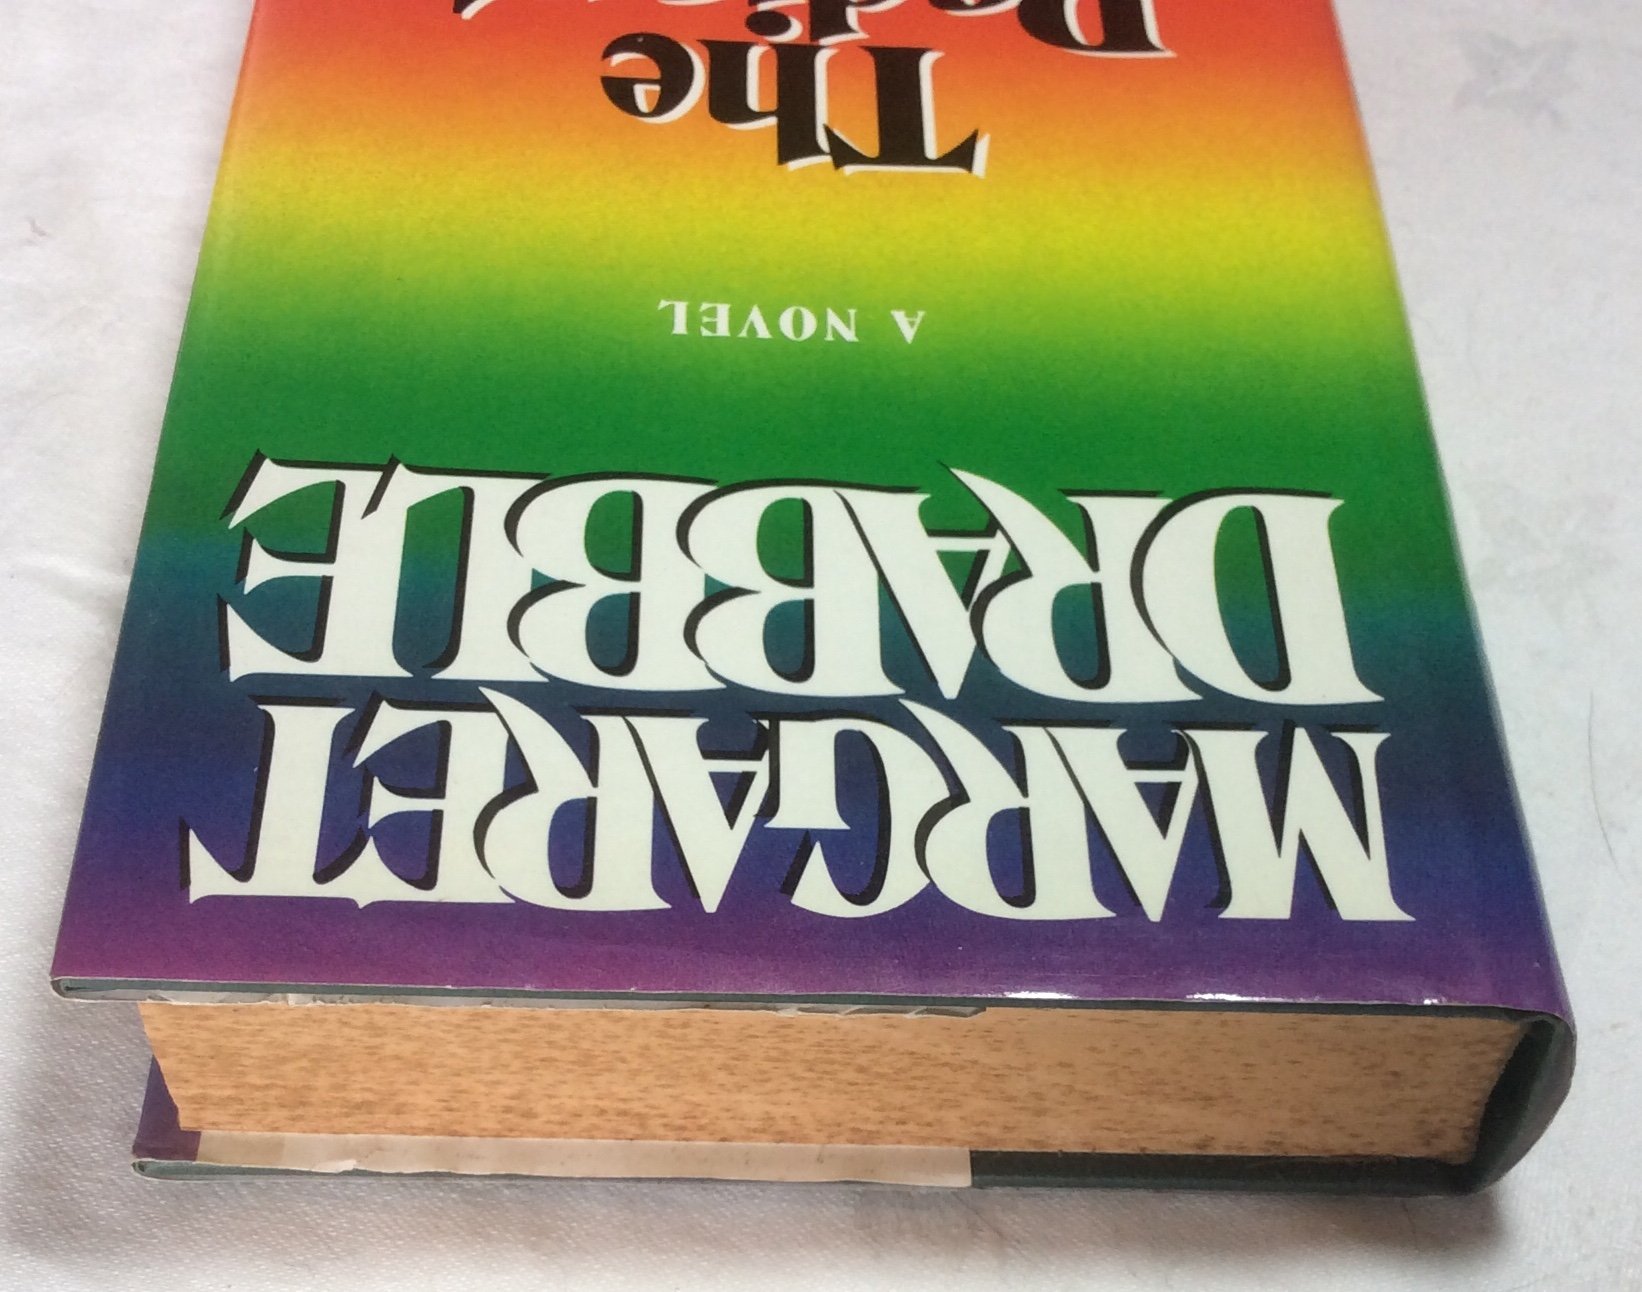 MARGARET
DRABBLE
A NOVEL
The